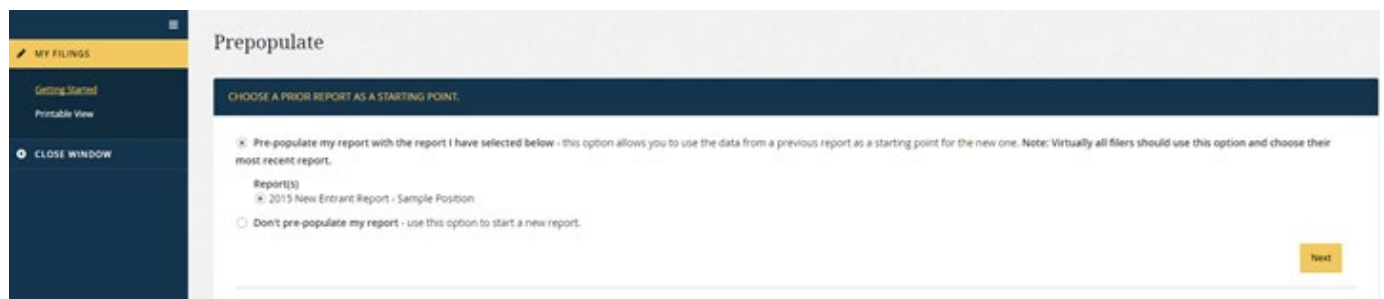 MY FILINGS
Getting Started
Printable View
CLOSE WINDOW
Prepopulate
CHOOSE A PRIOR REPORT AS A STARTING POINT.
Pre-populate my report with the report I have selected below - this option allows you to use the data from a previous report as a starting point for the new one. Note: Virtually all filers should use this option and choose their
most recent report.
Report(s)
2015 New Entrant Report - Sample Position
Don't pre-populate my report - use this option to start a new report.
Next